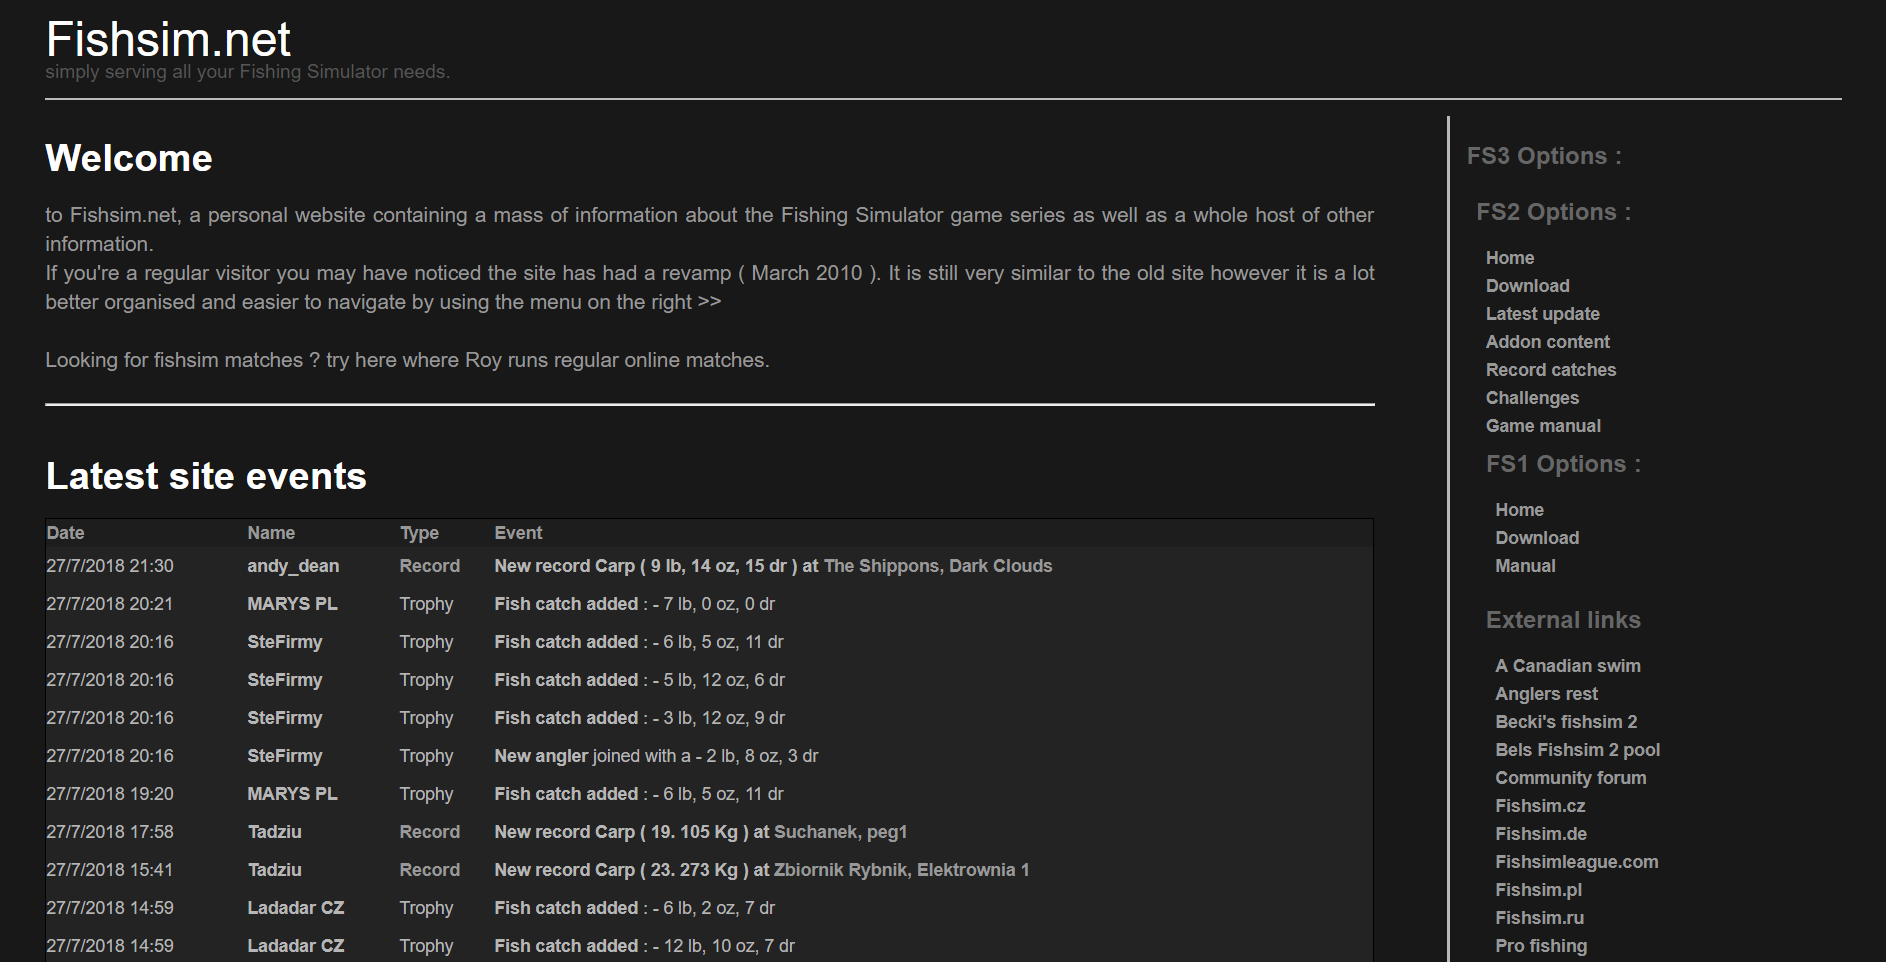 Fishsim.net
simply serving all your Fishing Simulator needs.
Welcome
to Fishsim.net, a personal website containing a mass of information about the Fishing Simulator game series as well as a whole host of other
information.
If you're a regular visitor you may have noticed the site has had a revamp ( March 2010 ). It is still very similar to the old site however it is a lot
better organised and easier to navigate by using the menu on the right >>
Looking for fishsim matches ? try here where Roy runs regular online matches.
Latest site events
Date Name Type Event
27/7/2018 21:30 andy_dean Record New record Carp ( 9 lb, 14 oz, 15 dr ) at The Shippons, Dark Clouds
27/7/2018 20:21 MARYS PL Trophy Fish catch added : - 7 lb, 0 oz, 0 dr
27/7/2018 20:16 SteFirmy Trophy Fish catch added : - 6 lb, 5 oz, 11 dr
27/7/2018 20:16 SteFirmy Trophy Fish catch added : - 5 lb, 12 oz, 6 dr
27/7/2018 20:16 SteFirmy Trophy Fish catch added : - 3 lb, 12 oz, 9 dr
27/7/2018 20:16 SteFirmy Trophy New angler joined with a - 2 lb, 8 oz, 3 dr
27/7/2018 19:20 MARYS PL Trophy Fish catch added : - 6 lb, 5 oz, 11 dr
27/7/2018 17:58 Tadziu Record New record Carp ( 19. 105 Kg ) at Suchanek, peg1
27/7/2018 15:41 Tadziu Record New record Carp ( 23. 273 Kg ) at Zbiornik Rybnik, Elektrownia 1
27/7/2018 14:59 Ladadar CZ Trophy Fish catch added : - 6 lb, 2 oz, 7 dr
27/7/2018 14:59 Ladadar CZ Trophy Fish catch added : - 12 lb, 10 oz, 7 dr
FS3 Options :
FS2 Options :
Home
Download
Latest update
Addon content
Record catches
Challenges
Game manual
FS1 Options :
Home
Download
Manual
External links
A Canadian swim
Anglers rest
Becki's fishsim 2
Bels Fishsim 2 pool
Community forum
Fishsim.cz
Fishsim.de
Fishsimleague.com
Fishsim.pl
Fishsim.ru
Pro fishing